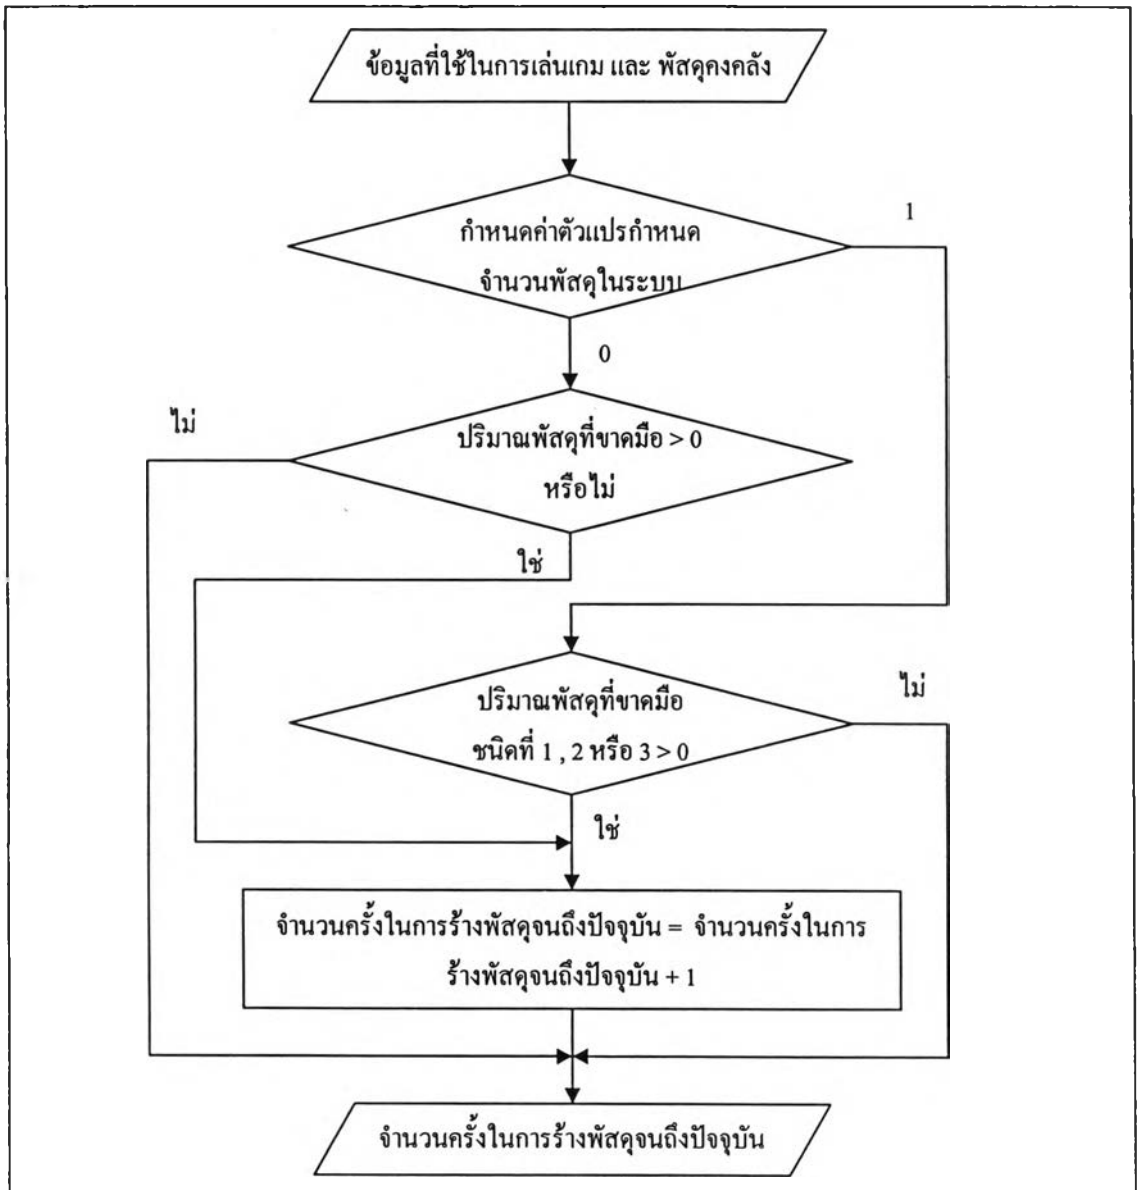 ข้อมูลที่ใช้ในการเล่นเกม และ พัสดุคงคลัง
1
กำหนดค่าตัวแปรกำหนด
จำนวนพัสดุในระบบ
0
ไม่
ปริมาณพัสดุที่ขาดมือ > 0
หรือไม่
ใช่
ไม่
ปริมาณพัสดุที่ขาดมือ
ชนิดที่ 1 , 2 หรือ 3 > 0
ใช่
จำนวนครั้งในการร้างพัสดุจนถึงปัจจุบัน = จำนวนครั้งในการ
ร้างพัสดุจนถึงปัจจุบัน + 1
จำนวนครั้งในการร้างพัสดุจนถึงปัจจุบัน